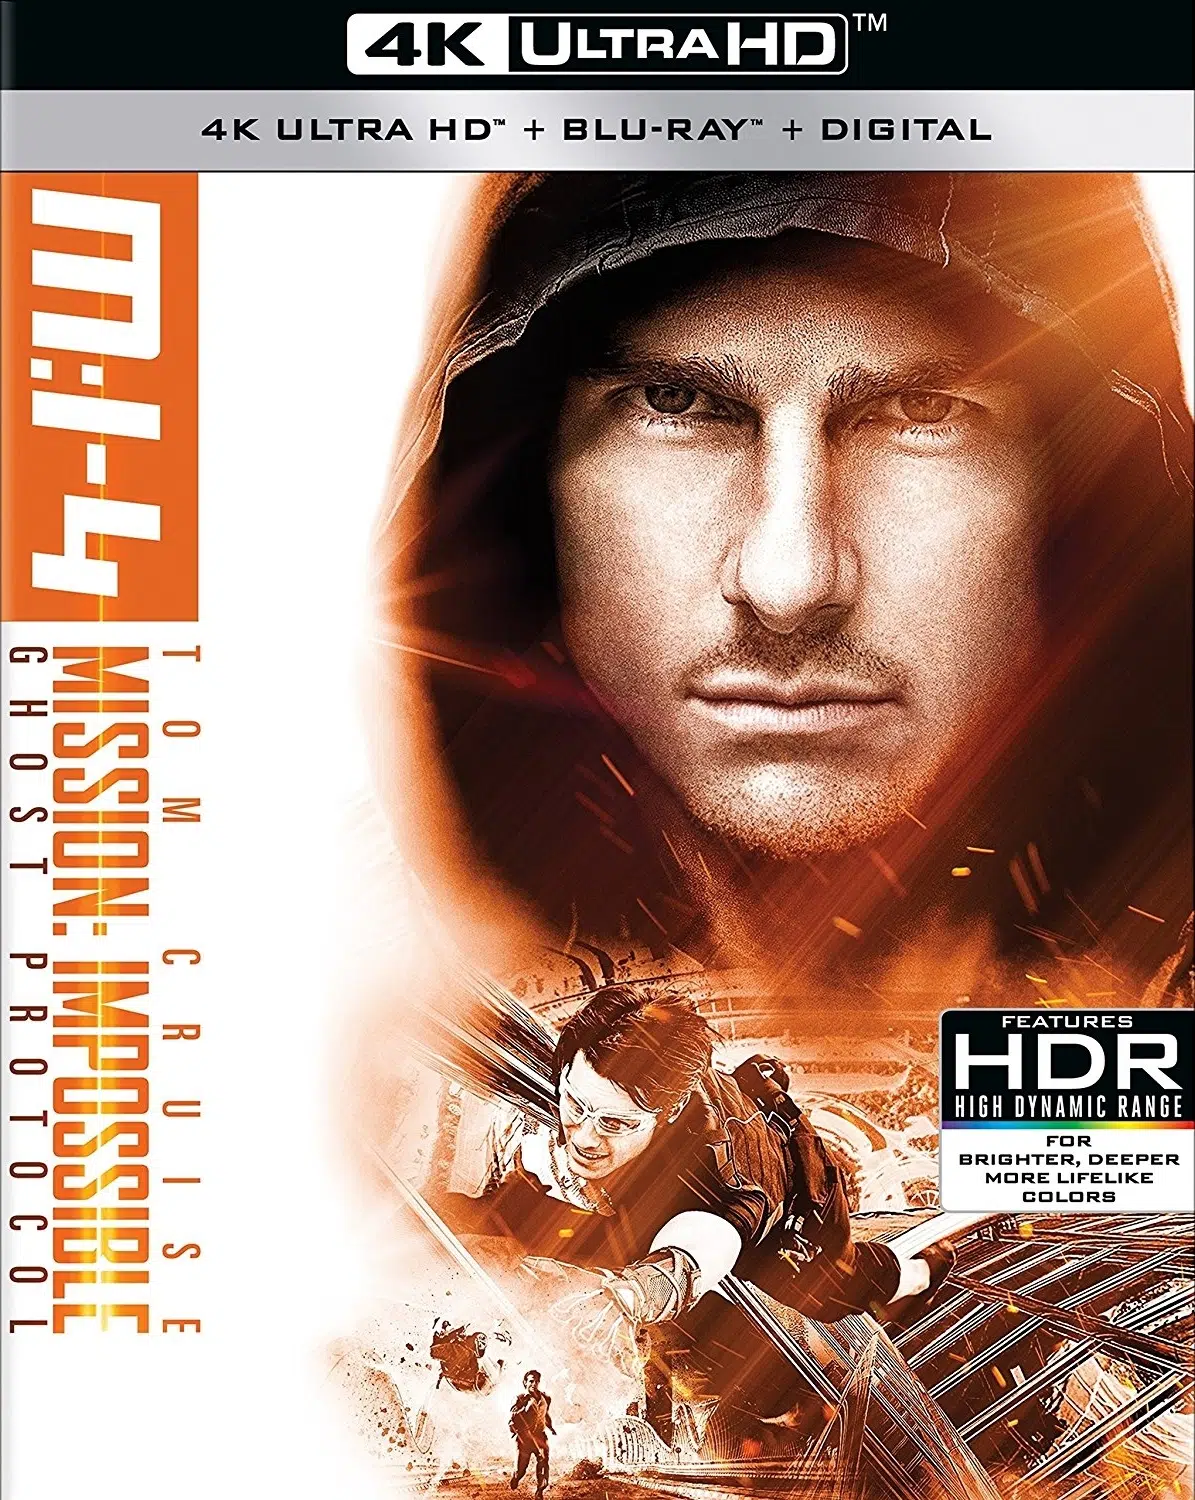 4K ULTRA HD™
4K ULTRA HD™ + BLU-RAY™ + DIGITAL
M:I-4
TOM CRUISE
MISSION: IMPOSSIBLE
GHOST PROTOCOL
FEATURES
HDR
HIGH DYNAMIC RANGE
FOR
BRIGHTER, DEEPER
MORE LIFELIKE
COLORS